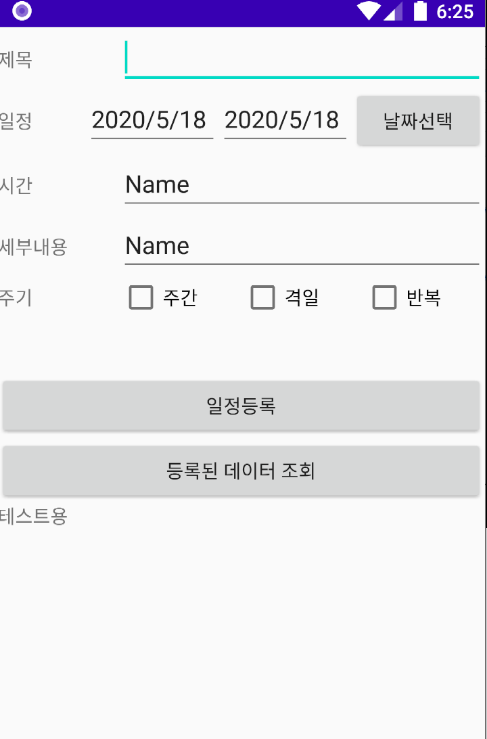 6:25
제목
일정 2020/5/18 2020/5/18 날짜선택
시간 Name
세부내용 Name
주기 주간 격일 반복
일정등록
등록된 데이터 조회
테스트용